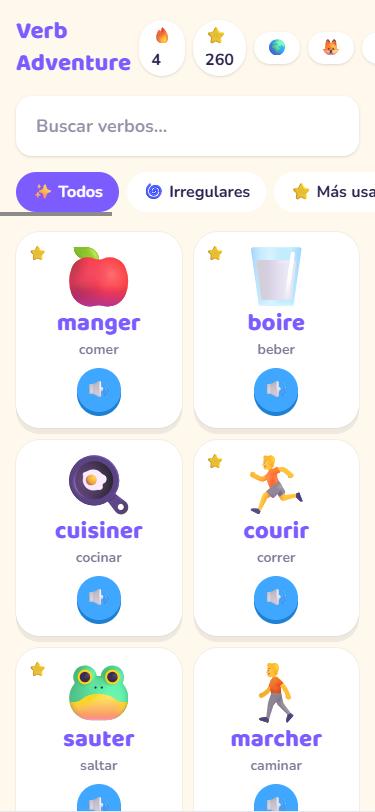 Verb
Adventure
4
260
Buscar verbos...
Todos
Irregulares
Más usa
manger
comer
boire
beber
cuisiner
cocinar
courir
correr
sauter
saltar
marcher
caminar